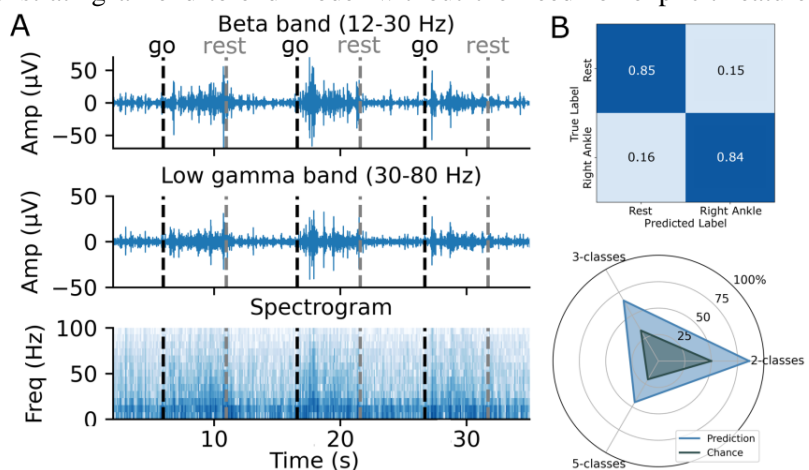 A
Beta band (12-30 Hz)
go rest go rest go rest
Amp (μV)
50
0
−50
Low gamma band (30-80 Hz)
Amp (μV)
50
0
−50
Spectrogram
Freq (Hz)
100
50
0
10 20 30
Time (s)
B
True Label
Rest
Right Ankle
0.85 0.15
0.16 0.84
Rest Right Ankle
Predicted Label
3-classes
100%
75
50
25
2-classes
5-classes
Prediction
Chance